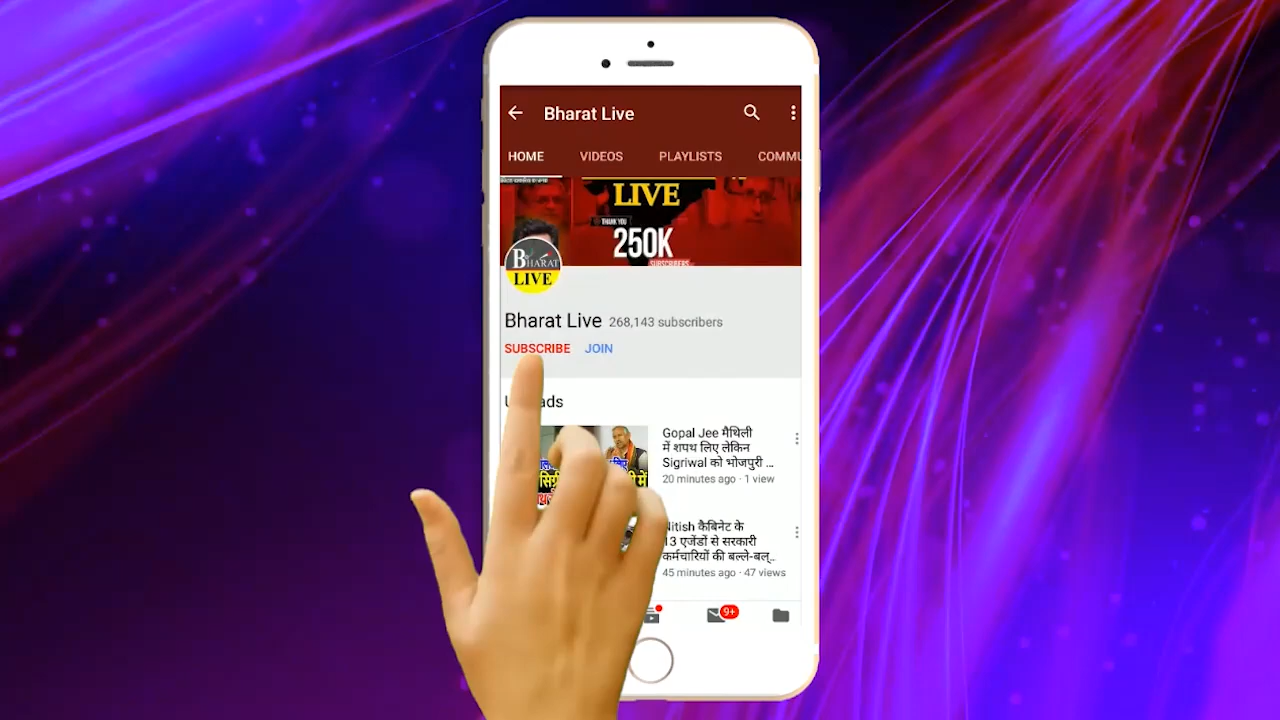 Bharat Live
HOME VIDEOS PLAYLISTS COMMU
LIVE
THANK YOU
250K
SUBSCRIBERS
BHARAT
LIVE
Bharat Live 268,143 subscribers
SUBSCRIBE JOIN
Gopal Jee मैथिली
में शपथ लिए लेकिन
Sigriwal को भोजपुरी ...
20 minutes ago · 1 view
Nitish कैबिनेट के
13 एजेंडों से सरकारी
कर्मचारियों की बल्ले-बल्..
45 minutes ago · 47 views
9+